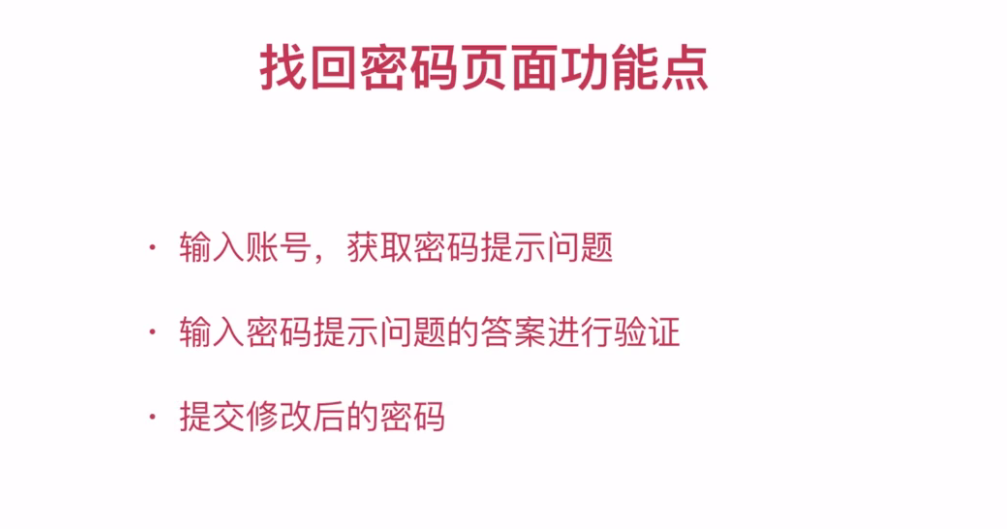 找回密码页面功能点
· 输入账号，获取密码提示问题
· 输入密码提示问题的答案进行验证
· 提交修改后的密码